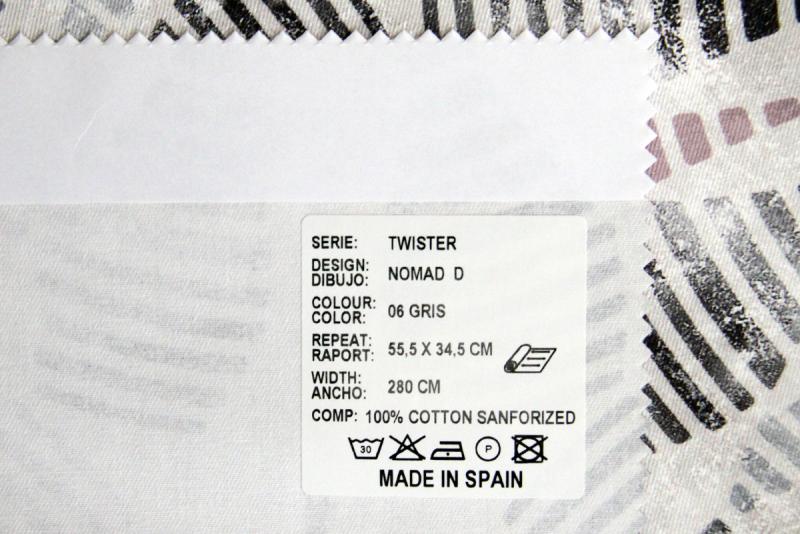 SERIE: TWISTER
DESIGN:
DIBUJO: NOMAD D
COLOUR:
COLOR: 06 GRIS
REPEAT:
RAPORT: 55,5 X 34,5 CM
WIDTH:
ANCHO: 280 CM
COMP: 100% COTTON SANFORIZED
30 P
MADE IN SPAIN